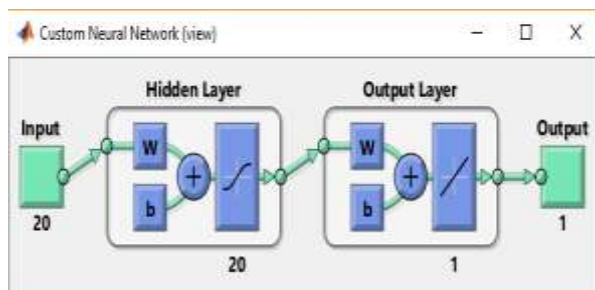 Custom Neural Network (view)
Hidden Layer
Output Layer
Input
Output
W
b
+
W
b
+
20
20
1
1